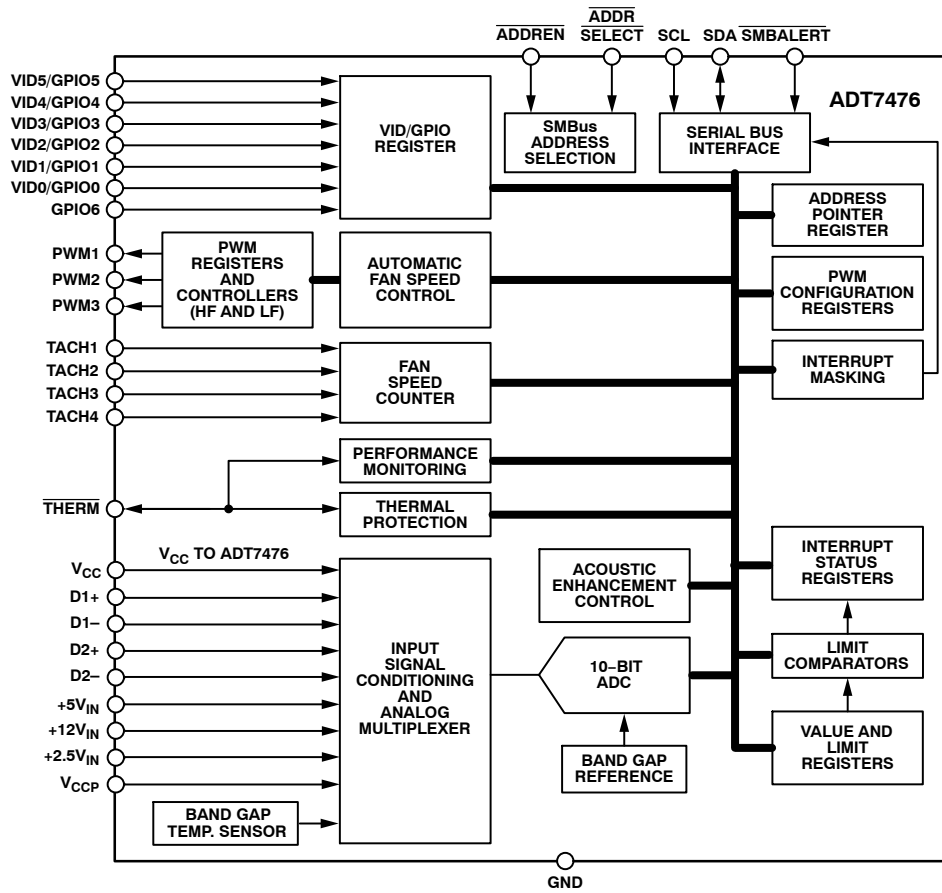 ADDREN
ADDR
SELECT
SCL
SDA
SMBALERT
ADT7476
VID5/GPIO5
VID4/GPIO4
VID3/GPIO3
VID2/GPIO2
VID1/GPIO1
VID0/GPIO0
GPIO6
VID/GPIO
REGISTER
SMBus
ADDRESS
SELECTION
SERIAL BUS
INTERFACE
ADDRESS
POINTER
REGISTER
PWM1
PWM2
PWM3
PWM
REGISTERS
AND
CONTROLLERS
(HF AND LF)
AUTOMATIC
FAN SPEED
CONTROL
PWM
CONFIGURATION
REGISTERS
TACH1
TACH2
TACH3
TACH4
FAN
SPEED
COUNTER
INTERRUPT
MASKING
PERFORMANCE
MONITORING
THERM
THERMAL
PROTECTION
VCC TO ADT7476
VCC
D1+
D1–
D2+
D2–
+5VIN
+12VIN
+2.5VIN
VCCP
INPUT
SIGNAL
CONDITIONING
AND
ANALOG
MULTIPLEXER
ACOUSTIC
ENHANCEMENT
CONTROL
INTERRUPT
STATUS
REGISTERS
10–BIT
ADC
LIMIT
COMPARATORS
BAND GAP
REFERENCE
VALUE AND
LIMIT
REGISTERS
BAND GAP
TEMP. SENSOR
GND